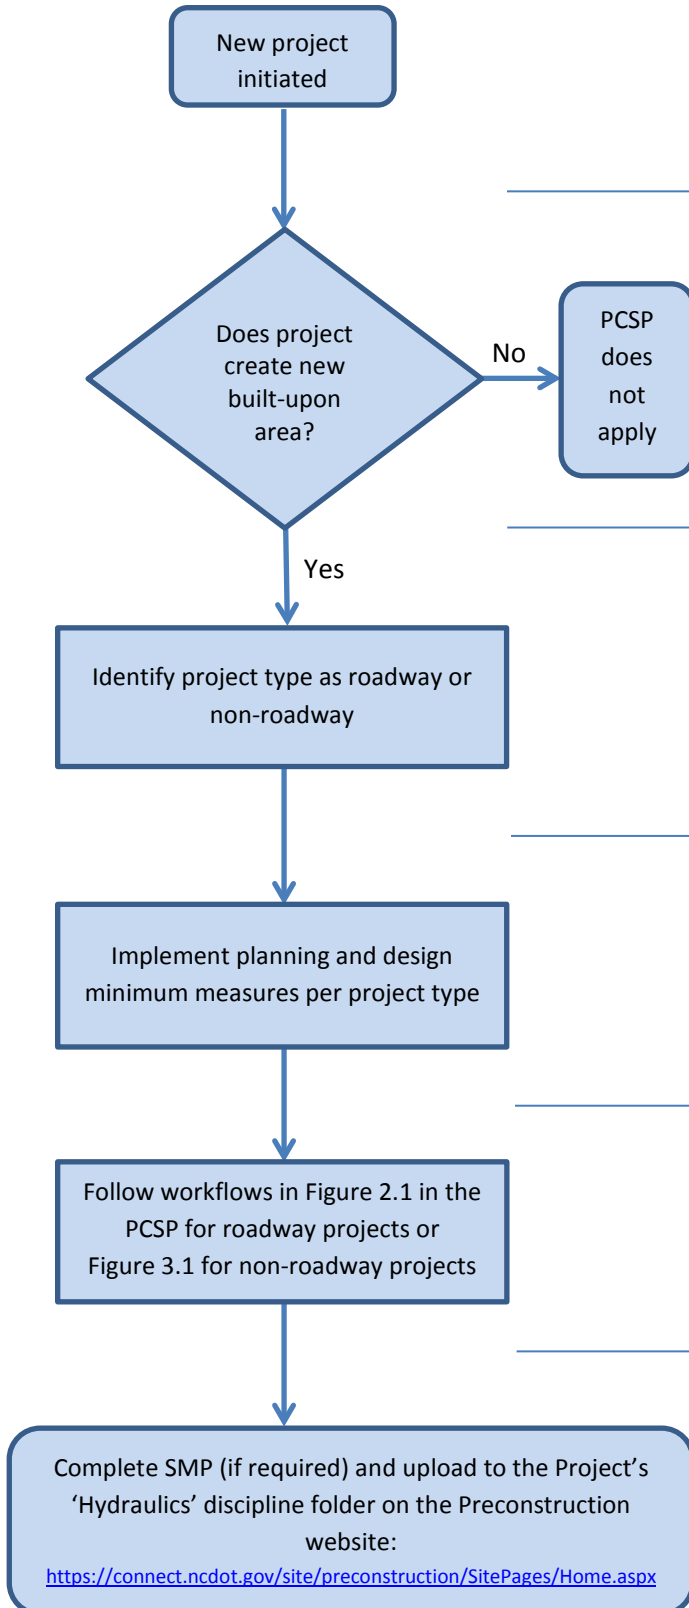 New project
initiated
Does project
create new
built-upon
area?
No
PCSP
does
not
apply
Yes
Identify project type as roadway or
non-roadway
Implement planning and design
minimum measures per project type
Follow workflows in Figure 2.1 in the
PCSP for roadway projects or
Figure 3.1 for non-roadway projects
Complete SMP (if required) and upload to the Project’s
‘Hydraulics’ discipline folder on the Preconstruction
website:
https://connect.ncdot.gov/site/preconstruction/SitePages/Home.aspx